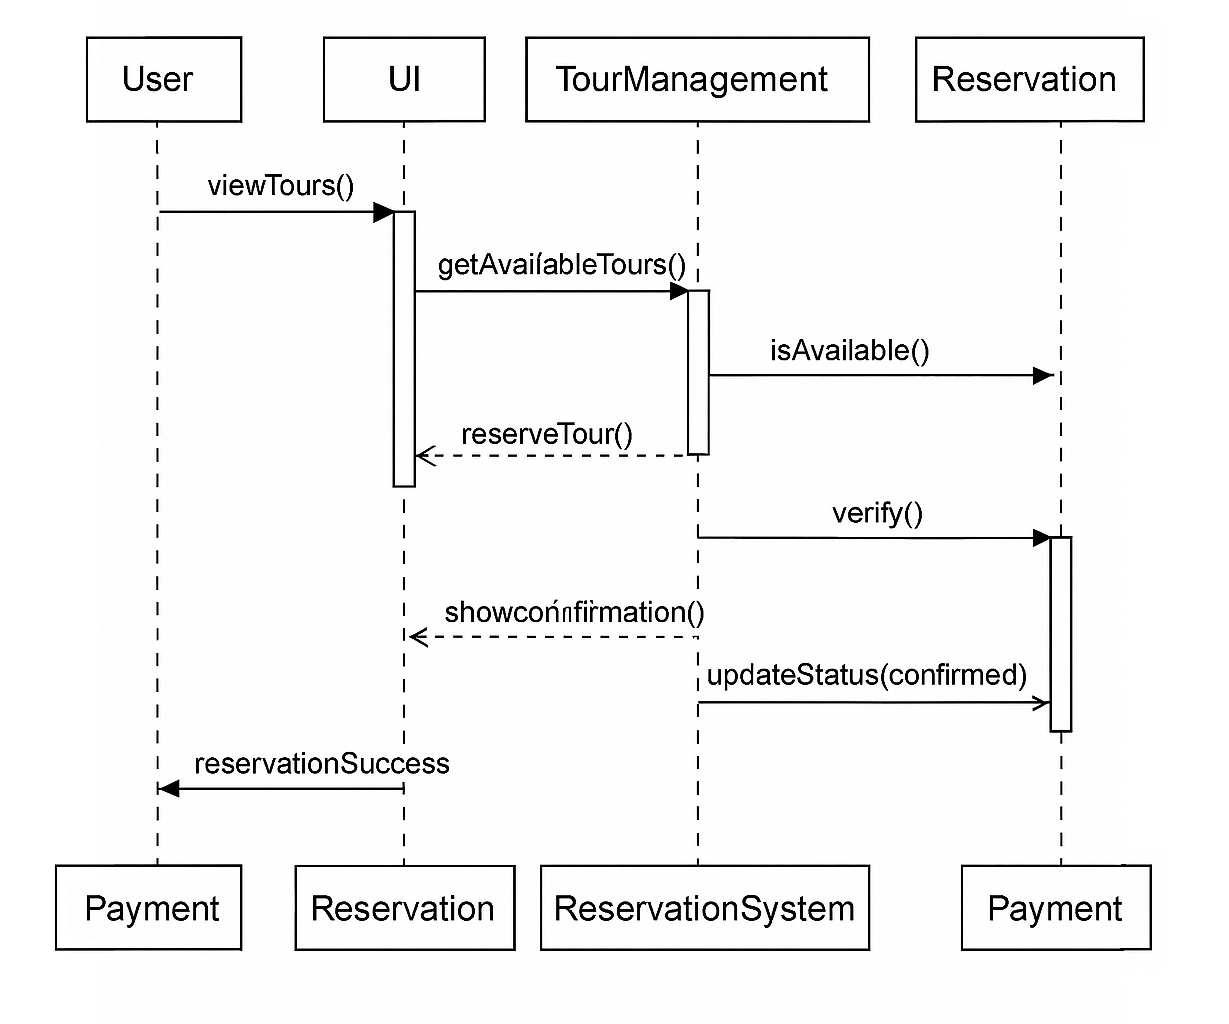 User
UI
TourManagement
Reservation
viewTours()
getAvailableTours()
isAvailable()
reserveTour()
verify()
showconfirmation()
updateStatus(confirmed)
reservationSuccess
Payment
Reservation
ReservationSystem
Payment